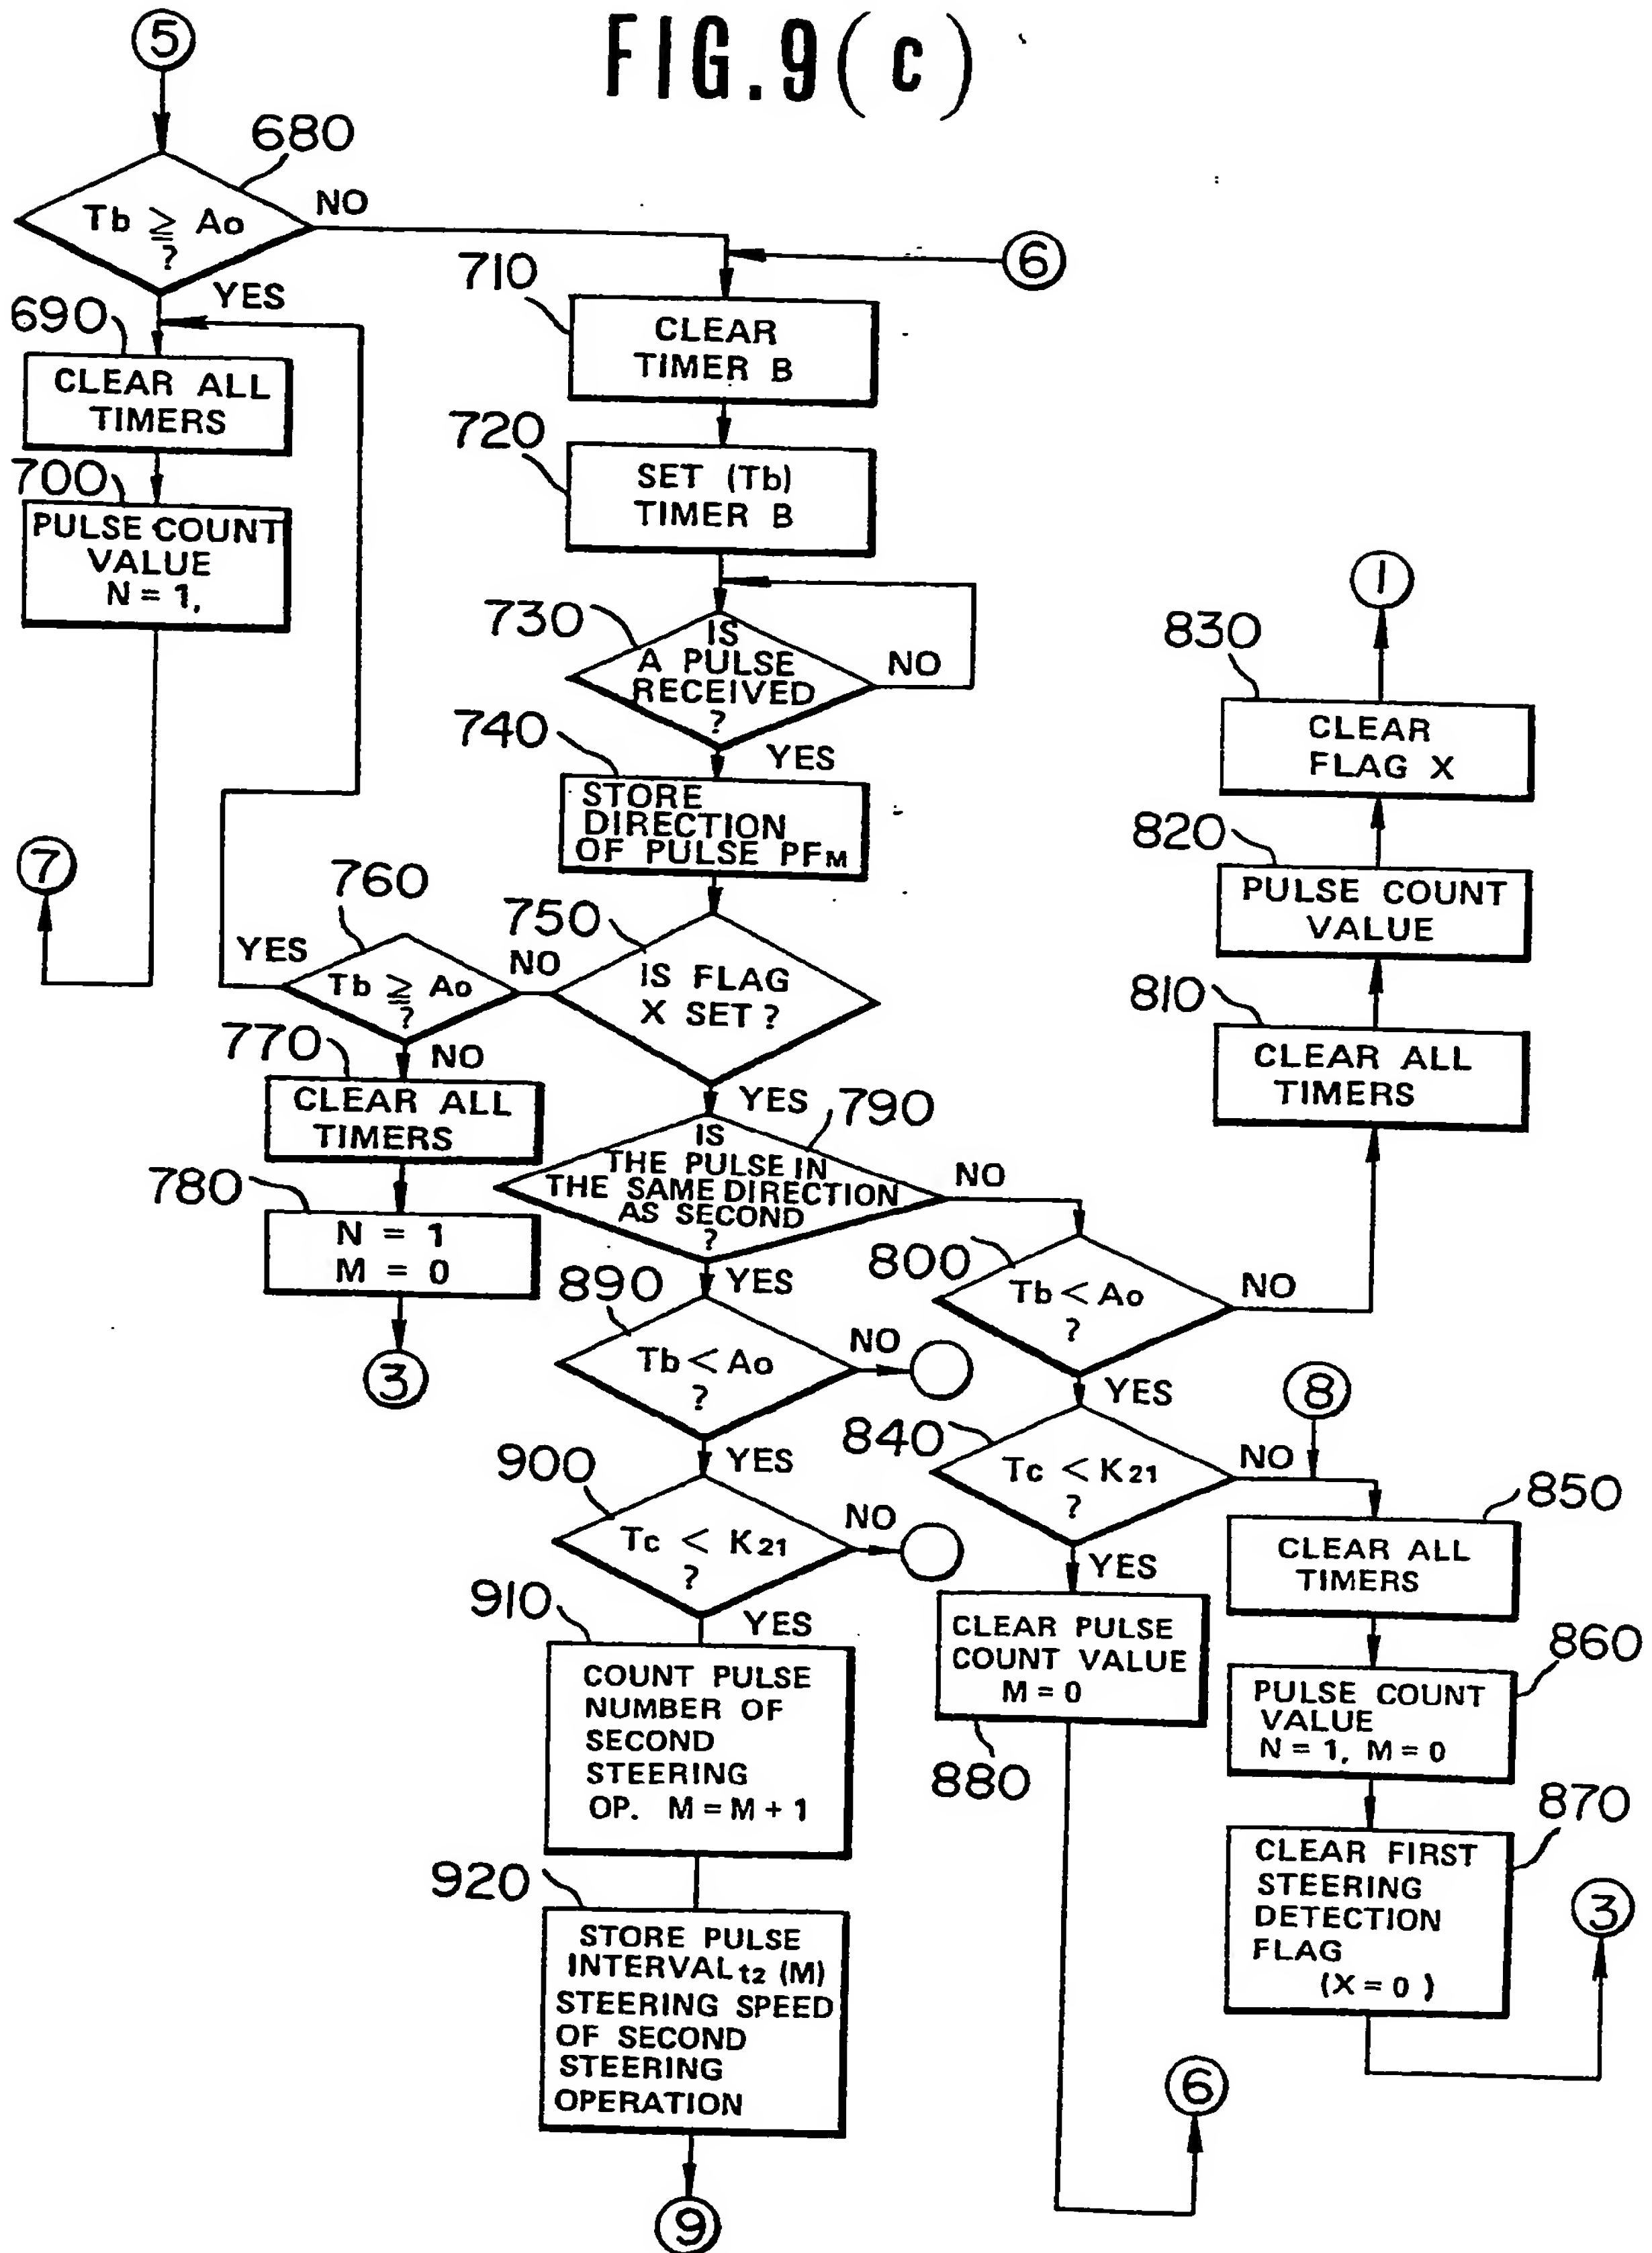 FIG. 9(c)
5
680
Tb ≧ Ao
?
NO
YES
6
690
CLEAR ALL
TIMERS
700
PULSE COUNT
VALUE
N = 1,
7
710
CLEAR
TIMER B
720
SET (Tb)
TIMER B
730
IS
A PULSE
RECEIVED
?
NO
YES
740
STORE
DIRECTION
OF PULSE PFM
750
IS FLAG
X SET ?
NO
YES
760
Tb ≧ Ao
?
YES
NO
770
CLEAR ALL
TIMERS
780
N = 1
M = 0
3
790
IS
THE PULSE IN
THE SAME DIRECTION
AS SECOND
?
NO
YES
800
Tb < Ao
?
NO
YES
810
CLEAR ALL
TIMERS
820
PULSE COUNT
VALUE
830
CLEAR
FLAG X
1
840
Tc < K21
?
NO
YES
8
850
CLEAR ALL
TIMERS
860
PULSE COUNT
VALUE
N = 1, M = 0
870
CLEAR FIRST
STEERING
DETECTION
FLAG
(X = 0 )
3
CLEAR PULSE
COUNT VALUE
M = 0
880
6
890
Tb < Ao
?
NO
YES
900
Tc < K21
?
NO
YES
910
COUNT PULSE
NUMBER OF
SECOND
STEERING
OP. M = M + 1
920
STORE PULSE
INTERVAL t2 (M)
STEERING SPEED
OF SECOND
STEERING
OPERATION
9